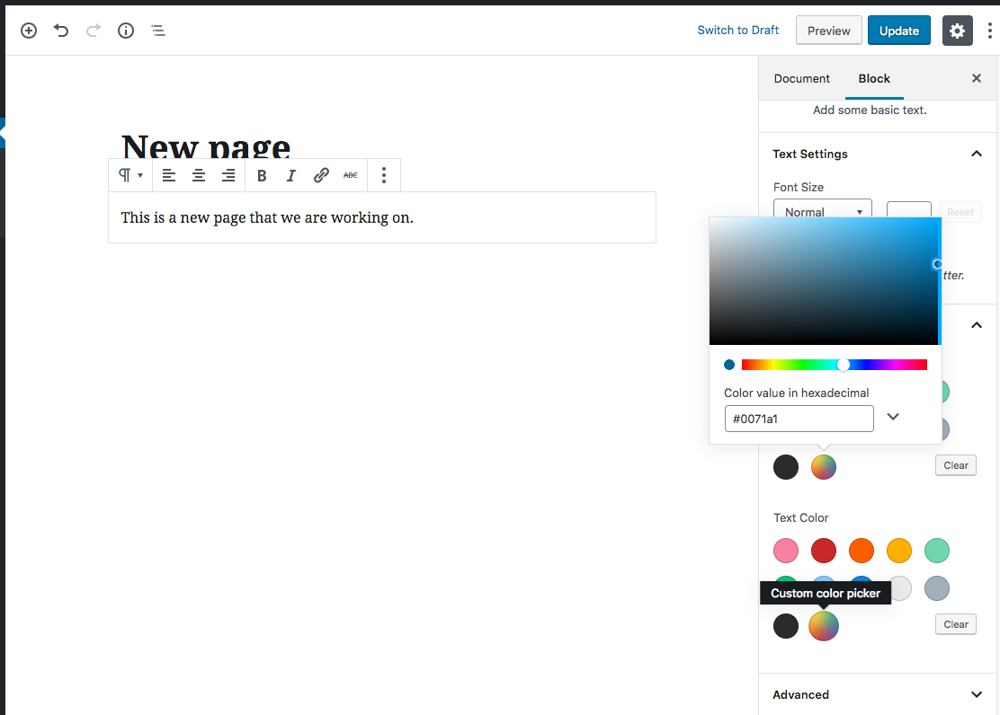 Switch to Draft
Preview
Update
Document
Block
Add some basic text.
New page
Text Settings
Font Size
B I ABC
Normal
Reset
This is a new page that we are working on.
tter.
Color value in hexadecimal
#0071a1
Clear
Text Color
Custom color picker
Clear
Advanced